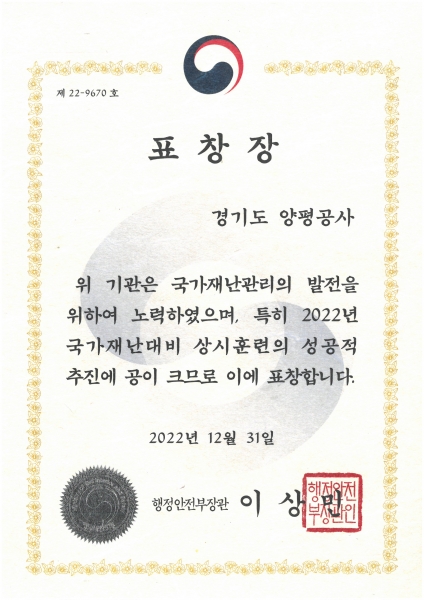 제 22-9670 호
표 창 장
경기도 양평공사
위 기관은 국가재난관리의 발전을
위하여 노력하였으며, 특히 2022년
국가재난대비 상시훈련의 성공적
추진에 공이 크므로 이에 표창합니다.
2022년 12월 31일
행정안전부장관 이 상 민
행정안전
부장관인